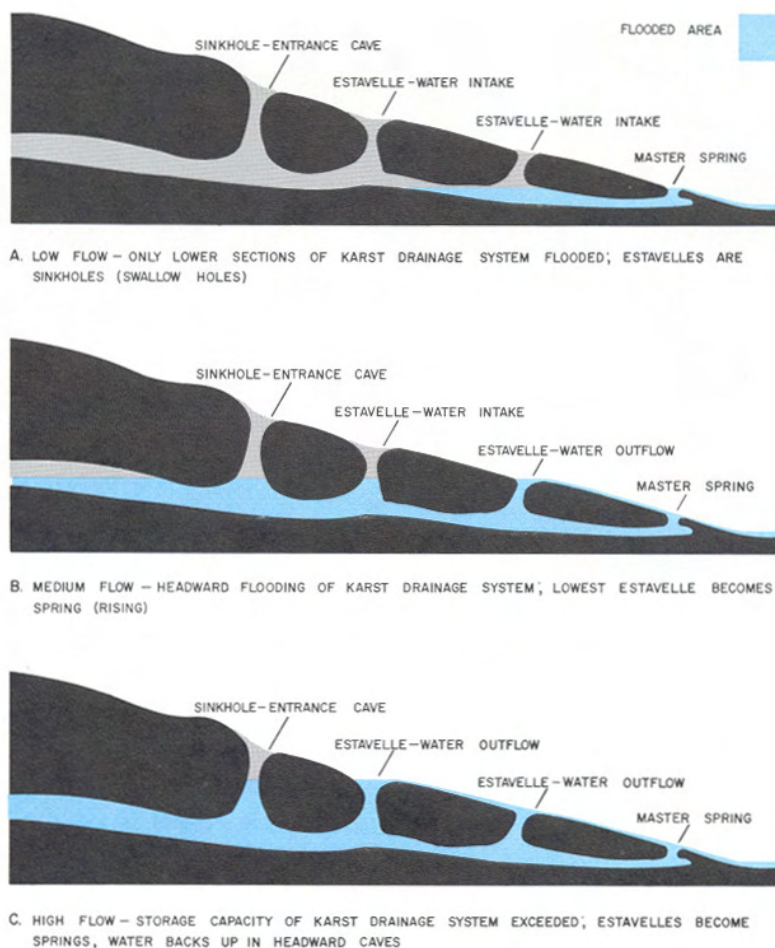 FLOODED AREA
SINKHOLE-ENTRANCE CAVE
ESTAVELLE-WATER INTAKE
ESTAVELLE-WATER INTAKE
MASTER SPRING
A. LOW FLOW – ONLY LOWER SECTIONS OF KARST DRAINAGE SYSTEM FLOODED; ESTAVELLES ARE
SINKHOLES (SWALLOW HOLES)
SINKHOLE-ENTRANCE CAVE
ESTAVELLE-WATER INTAKE
ESTAVELLE-WATER OUTFLOW
MASTER SPRING
B. MEDIUM FLOW – HEADWARD FLOODING OF KARST DRAINAGE SYSTEM; LOWEST ESTAVELLE BECOMES
SPRING (RISING)
SINKHOLE-ENTRANCE CAVE
ESTAVELLE-WATER OUTFLOW
ESTAVELLE-WATER OUTFLOW
MASTER SPRING
C. HIGH FLOW – STORAGE CAPACITY OF KARST DRAINAGE SYSTEM EXCEEDED; ESTAVELLES BECOME
SPRINGS, WATER BACKS UP IN HEADWARD CAVES